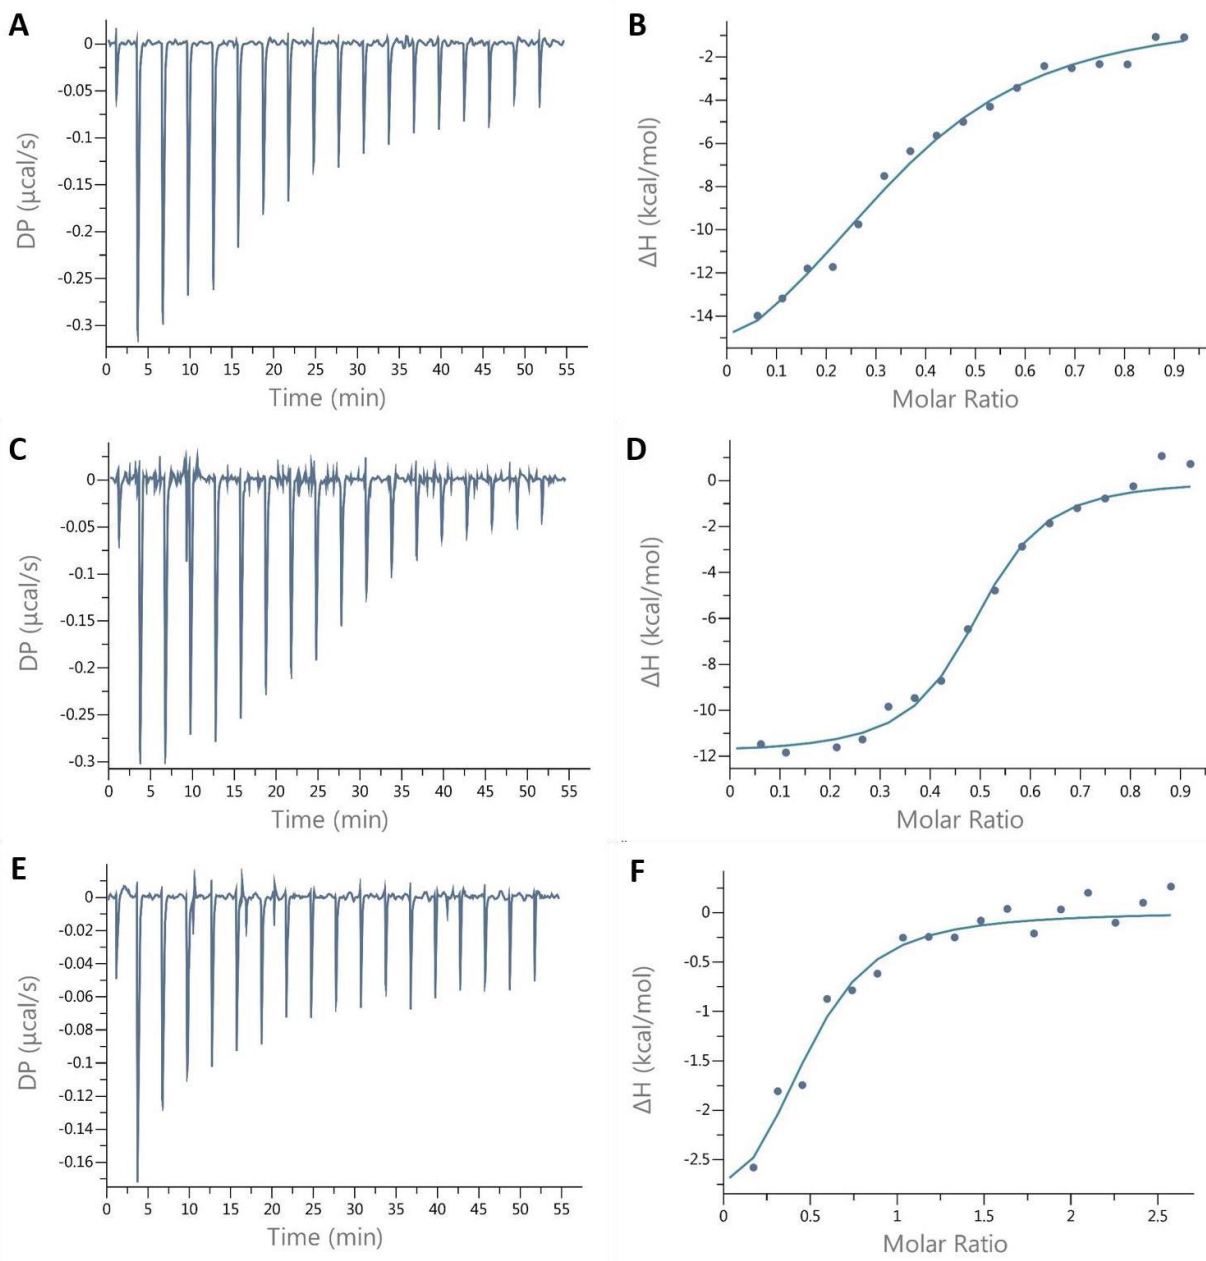 A
0
-0.05
-0.1
-0.15
-0.2
-0.25
-0.3
DP (µcal/s)
0 5 10 15 20 25 30 35 40 45 50 55
Time (min)
B
-2
-4
-6
-8
-10
-12
-14
ΔH (kcal/mol)
0 0.1 0.2 0.3 0.4 0.5 0.6 0.7 0.8 0.9
Molar Ratio
C
0
-0.05
-0.1
-0.15
-0.2
-0.25
-0.3
DP (µcal/s)
0 5 10 15 20 25 30 35 40 45 50 55
Time (min)
D
0
-2
-4
-6
-8
-10
-12
ΔH (kcal/mol)
0 0.1 0.2 0.3 0.4 0.5 0.6 0.7 0.8 0.9
Molar Ratio
E
0
-0.02
-0.04
-0.06
-0.08
-0.1
-0.12
-0.14
-0.16
DP (µcal/s)
0 5 10 15 20 25 30 35 40 45 50 55
Time (min)
F
0
-0.5
-1
-1.5
-2
-2.5
ΔH (kcal/mol)
0 0.5 1 1.5 2 2.5
Molar Ratio